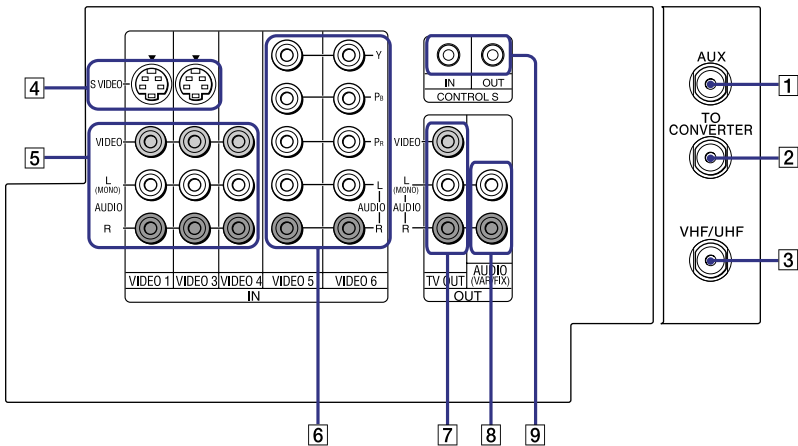 AUX
1
TO
CONVERTER
2
VHF/UHF
3
4
S VIDEO
5
VIDEO
L
(MONO)
AUDIO
R
Y
PB
PR
L
AUDIO
R
VIDEO 1 VIDEO 3 VIDEO 4 VIDEO 5 VIDEO 6
IN
IN OUT
CONTROL S
VIDEO
L
(MONO)
AUDIO
R
TV OUT
AUDIO
(VAR/FIX)
OUT
6
7
8
9